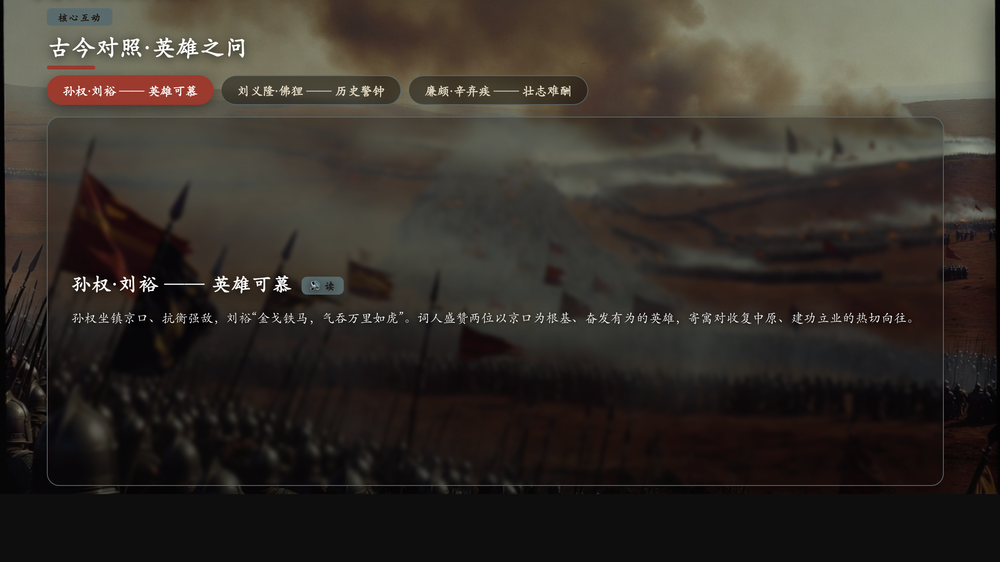 核心互动
古今对照·英雄之问
孙权·刘裕 —— 英雄可慕
刘义隆·佛狸 —— 历史警钟
廉颇·辛弃疾 —— 壮志难酬
孙权·刘裕 —— 英雄可慕
读
孙权坐镇京口、抗衡强敌，刘裕“金戈铁马，气吞万里如虎”。词人盛赞两位以京口为根基、奋发有为的英雄，寄寓对收复中原、建功立业的热切向往。